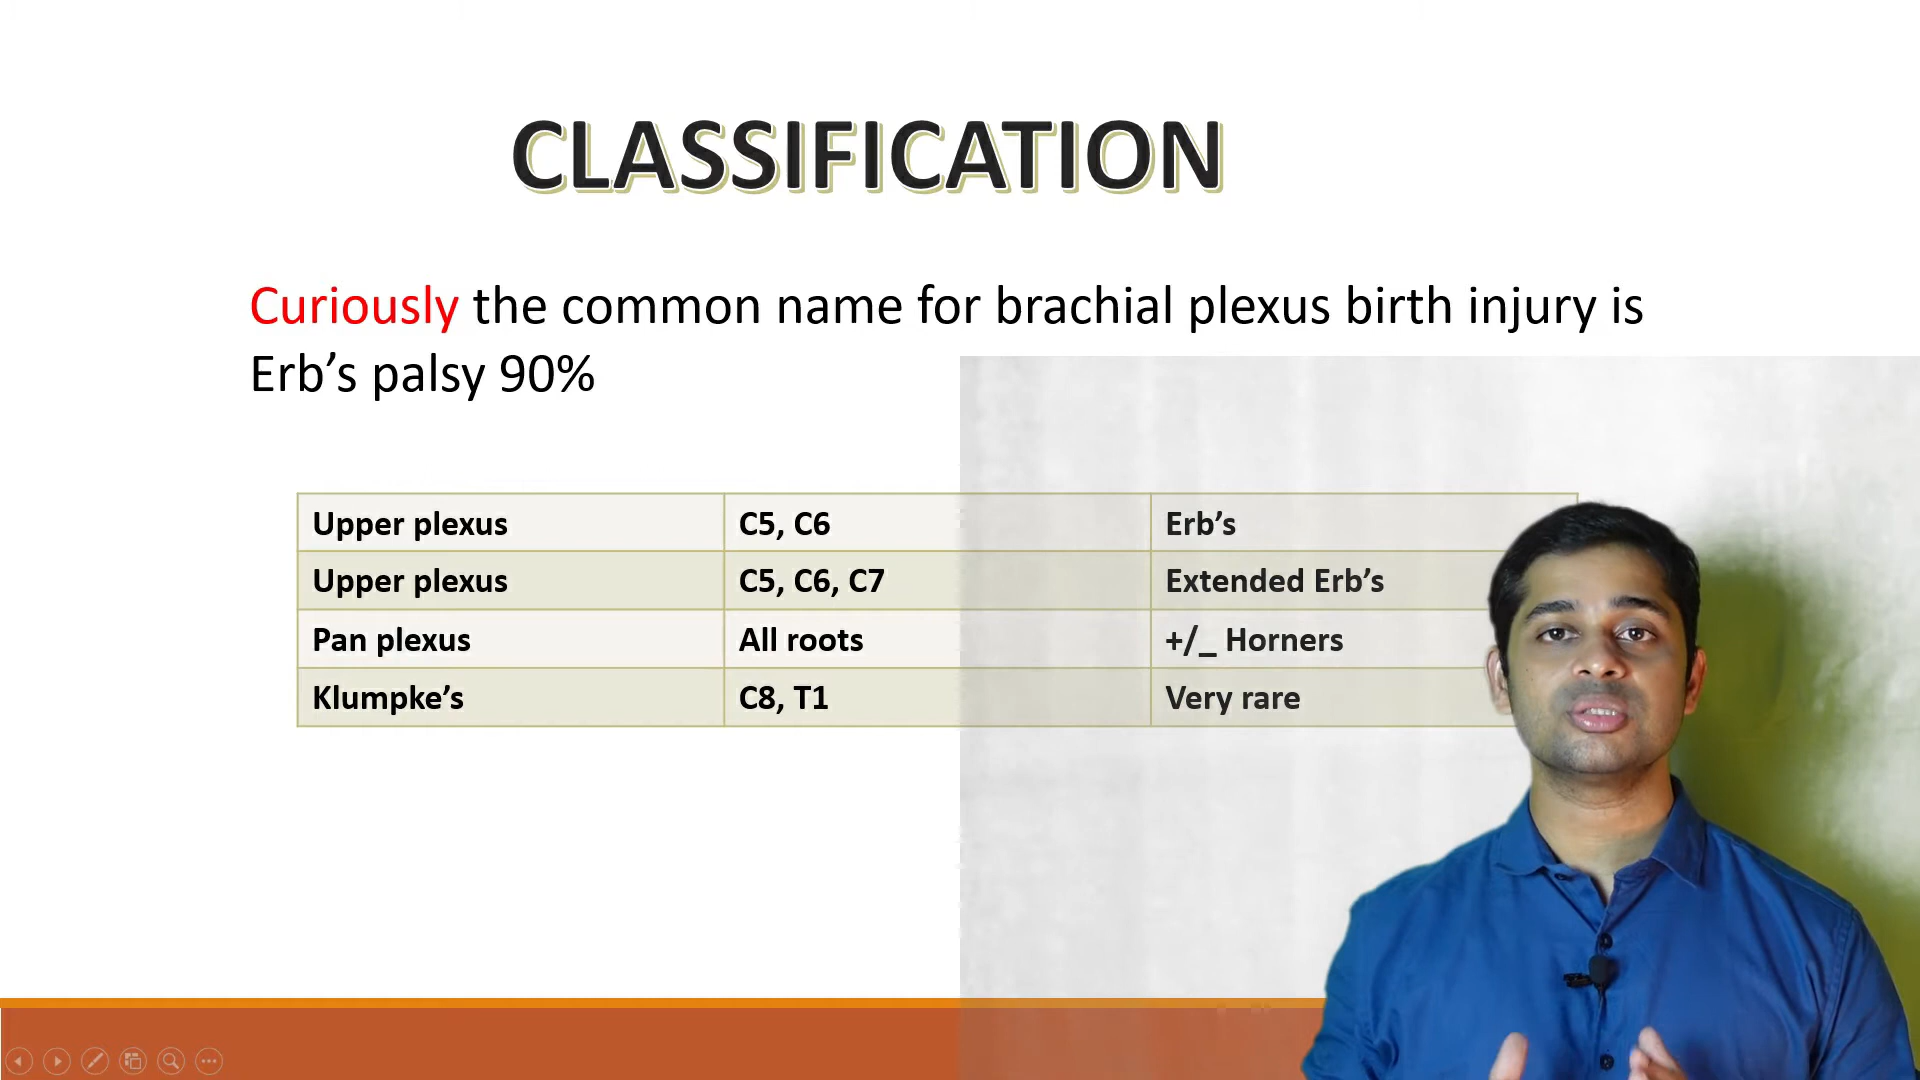 CLASSIFICATION
Curiously the common name for brachial plexus birth injury is
Erb’s palsy 90%
Upper plexus C5, C6 Erb’s
Upper plexus C5, C6, C7 Extended Erb’s
Pan plexus All roots +/_ Horners
Klumpke’s C8, T1 Very rare